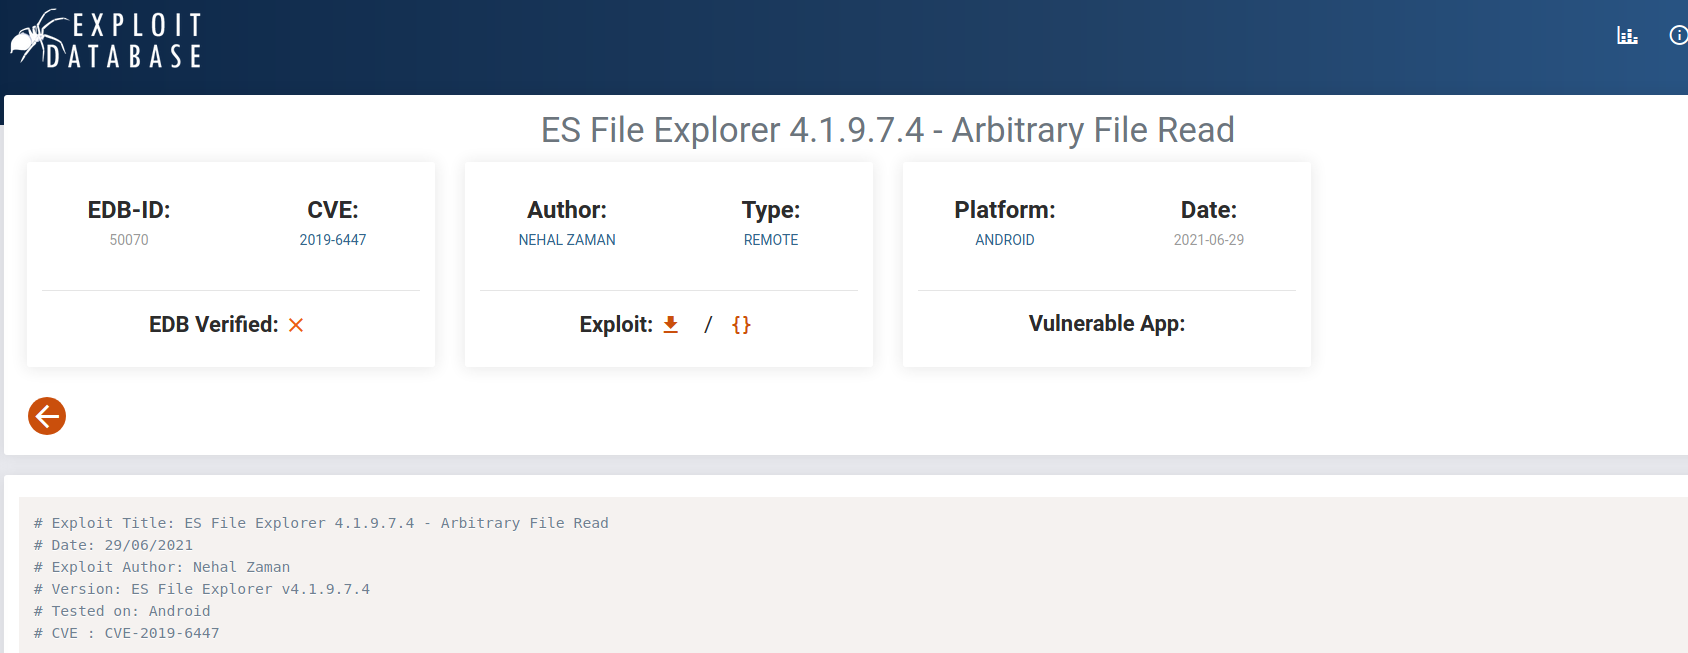 EXPLOIT
DATABASE
ES File Explorer 4.1.9.7.4 - Arbitrary File Read
EDB-ID:
50070
CVE:
2019-6447
EDB Verified:
Author:
NEHAL ZAMAN
Type:
REMOTE
Exploit: / {}
Platform:
ANDROID
Date:
2021-06-29
Vulnerable App:
# Exploit Title: ES File Explorer 4.1.9.7.4 - Arbitrary File Read
# Date: 29/06/2021
# Exploit Author: Nehal Zaman
# Version: ES File Explorer v4.1.9.7.4
# Tested on: Android
# CVE : CVE-2019-6447